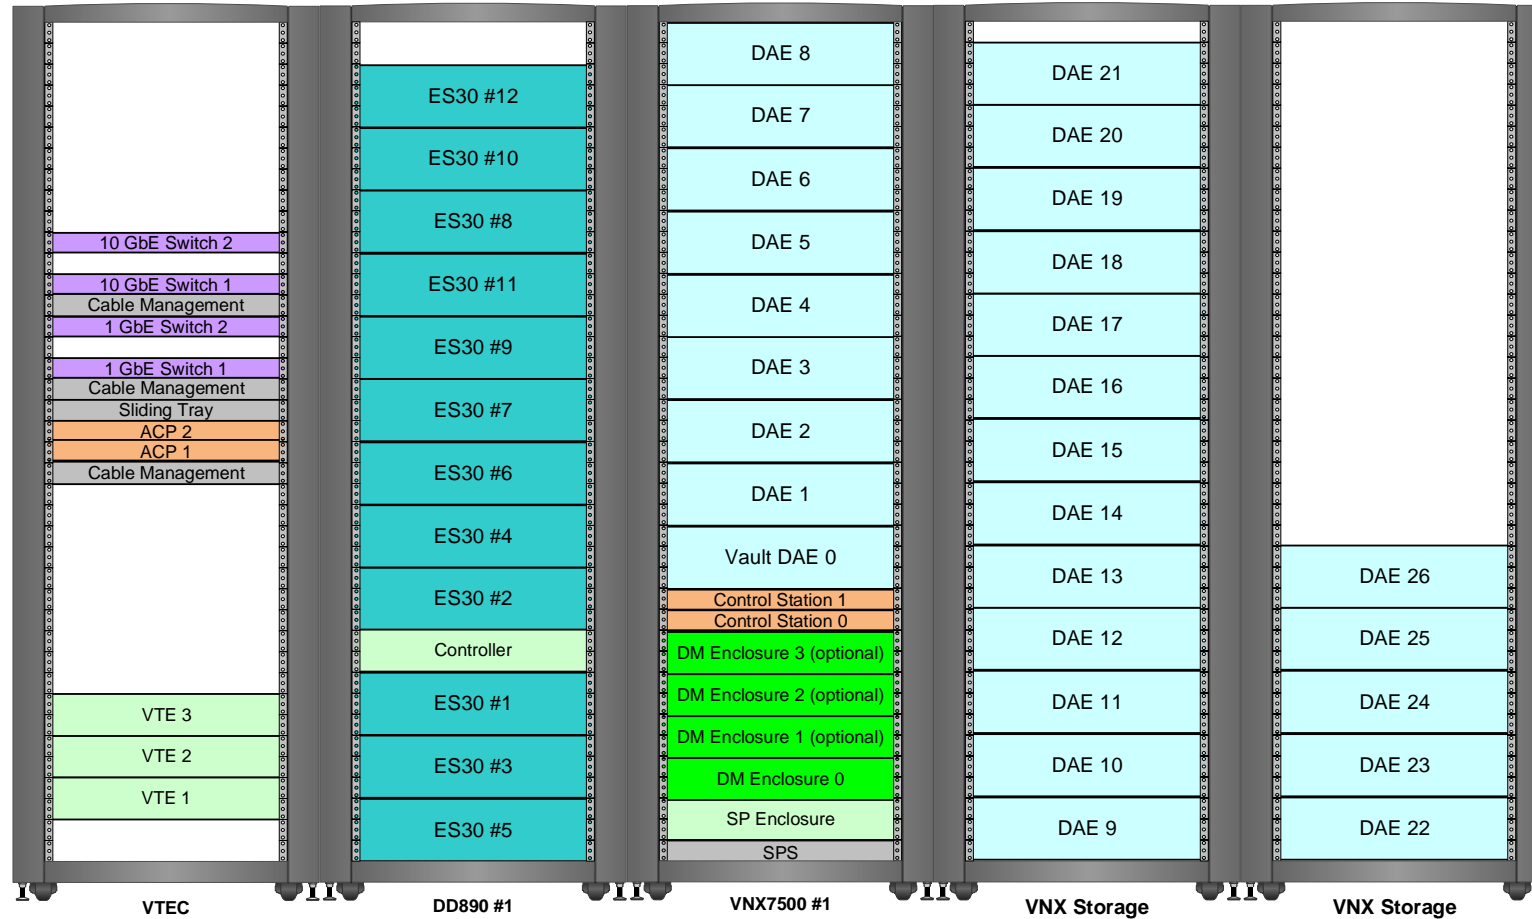 10 GbE Switch 2
10 GbE Switch 1
Cable Management
1 GbE Switch 2
1 GbE Switch 1
Cable Management
Sliding Tray
ACP 2
ACP 1
Cable Management
VTE 3
VTE 2
VTE 1
VTEC
ES30 #12
ES30 #10
ES30 #8
ES30 #11
ES30 #9
ES30 #7
ES30 #6
ES30 #4
ES30 #2
Controller
ES30 #1
ES30 #3
ES30 #5
DD890 #1
DAE 8
DAE 7
DAE 6
DAE 5
DAE 4
DAE 3
DAE 2
DAE 1
Vault DAE 0
Control Station 1
Control Station 0
DM Enclosure 3 (optional)
DM Enclosure 2 (optional)
DM Enclosure 1 (optional)
DM Enclosure 0
SP Enclosure
SPS
VNX7500 #1
DAE 21
DAE 20
DAE 19
DAE 18
DAE 17
DAE 16
DAE 15
DAE 14
DAE 13
DAE 12
DAE 11
DAE 10
DAE 9
VNX Storage
DAE 26
DAE 25
DAE 24
DAE 23
DAE 22
VNX Storage